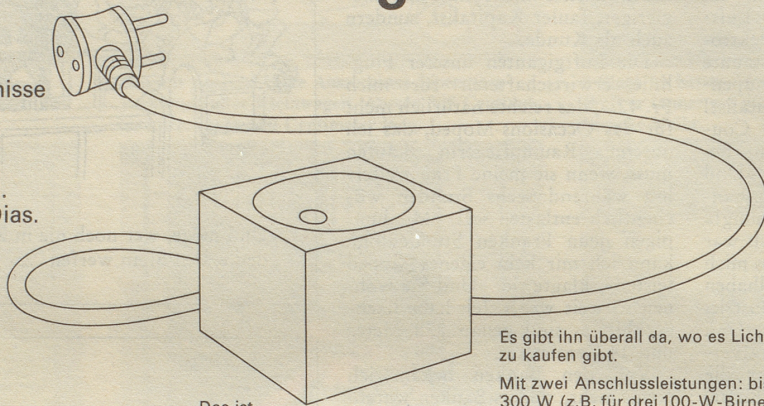 nisse
Dias.
Es gibt ihn überall da, wo es Lich
zu kaufen gibt.
Mit zwei Anschlussleistungen: bi
300 W (z.B. für drei 100-W-Birne
Das ist